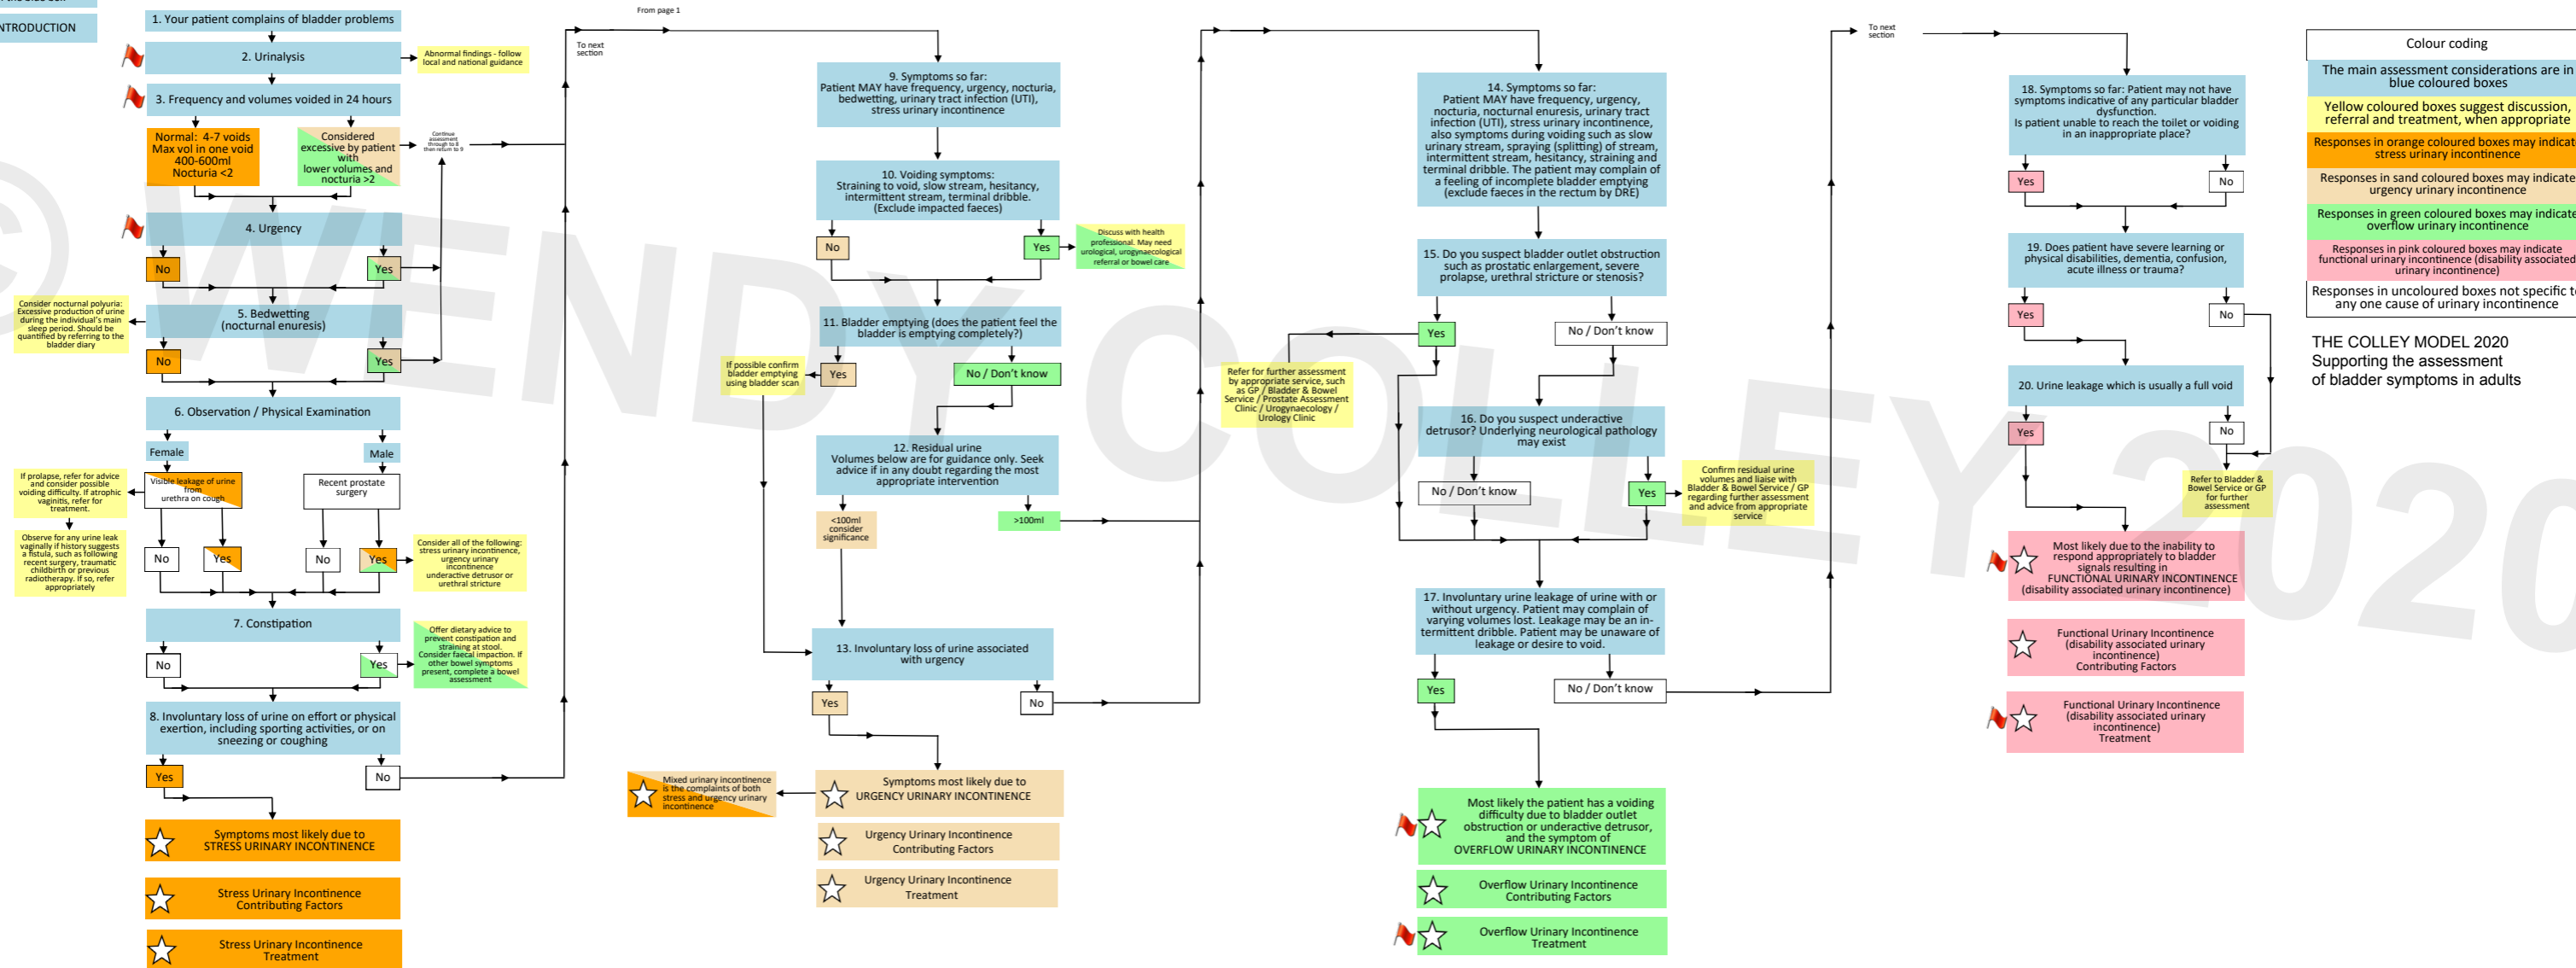 INTRODUCTION
1. Your patient complains of bladder problems
2. Urinalysis
Abnormal findings - follow
local and national guidance
3. Frequency and volumes voided in 24 hours
Normal: 4-7 voids
Max vol in one void
400-600ml
Nocturia <2
Considered
excessive by patient
with
lower volumes and
nocturia >2
Continue
assessment
through to 8
then return to 9
4. Urgency
No
Yes
Consider nocturnal polyuria:
Excessive production of urine
during the individual's main
sleep period. Should be
quantified by referring to the
bladder diary
5. Bedwetting
(nocturnal enuresis)
No
Yes
6. Observation / Physical Examination
Female
Male
If prolapse, refer for advice
and consider possible
voiding difficulty. If atrophic
vaginitis, refer for
treatment.
Visible leakage of urine
from
urethra on cough
Recent prostate
surgery
Observe for any urine leak
vaginally if history suggests
a fistula, such as following
recent surgery, traumatic
childbirth or previous
radiotherapy. If so, refer
appropriately
No
Yes
No
Yes
Consider all of the following:
stress urinary incontinence,
urgency urinary
incontinence
underactive detrusor or
urethral stricture
7. Constipation
No
Yes
Offer dietary advice to
prevent constipation and
straining at stool.
Consider faecal impaction. If
other bowel symptoms
present, complete a bowel
assessment
8. Involuntary loss of urine on effort or physical
exertion, including sporting activities, or on
sneezing or coughing
Yes
No
Symptoms most likely due to
STRESS URINARY INCONTINENCE
Stress Urinary Incontinence
Contributing Factors
Stress Urinary Incontinence
Treatment
From page 1
To next
section
9. Symptoms so far:
Patient MAY have frequency, urgency, nocturia,
bedwetting, urinary tract infection (UTI),
stress urinary incontinence
10. Voiding symptoms:
Straining to void, slow stream, hesitancy,
intermittent stream, terminal dribble.
(Exclude impacted faeces)
No
Yes
Discuss with health
professional. May need
urological, urogynaecological
referral or bowel care
11. Bladder emptying (does the patient feel the
bladder is emptying completely?)
If possible confirm
bladder emptying
using bladder scan
Yes
No / Don't know
12. Residual urine
Volumes below are for guidance only. Seek
advice if in any doubt regarding the most
appropriate intervention
<100ml
consider
significance
>100ml
13. Involuntary loss of urine associated
with urgency
Yes
No
Mixed urinary incontinence
is the complaints of both
stress and urgency urinary
incontinence
Symptoms most likely due to
URGENCY URINARY INCONTINENCE
Urgency Urinary Incontinence
Contributing Factors
Urgency Urinary Incontinence
Treatment
14. Symptoms so far:
Patient MAY have frequency, urgency,
nocturia, nocturnal enuresis, urinary tract
infection (UTI), stress urinary incontinence,
also symptoms during voiding such as slow
urinary stream, spraying (splitting) of stream,
intermittent stream, hesitancy, straining and
terminal dribble. The patient may complain of
a feeling of incomplete bladder emptying
(exclude faeces in the rectum by DRE)
15. Do you suspect bladder outlet obstruction
such as prostatic enlargement, severe
prolapse, urethral stricture or stenosis?
Yes
No / Don't know
Refer for further assessment
by appropriate service, such
as GP / Bladder & Bowel
Service / Prostate Assessment
Clinic / Urogynaecology /
Urology Clinic
16. Do you suspect underactive
detrusor? Underlying neurological pathology
may exist
No / Don't know
Yes
Confirm residual urine
volumes and liaise with
Bladder & Bowel Service / GP
regarding further assessment
and advice from appropriate
service
17. Involuntary urine leakage of urine with or
without urgency. Patient may complain of
varying volumes lost. Leakage may be an in-
termittent dribble. Patient may be unaware of
leakage or desire to void.
Yes
No / Don't know
Most likely the patient has a voiding
difficulty due to bladder outlet
obstruction or underactive detrusor,
and the symptom of
OVERFLOW URINARY INCONTINENCE
Overflow Urinary Incontinence
Contributing Factors
Overflow Urinary Incontinence
Treatment
To next
section
18. Symptoms so far: Patient may not have
symptoms indicative of any particular bladder
dysfunction.
Is patient unable to reach the toilet or voiding
in an inappropriate place?
Yes
No
19. Does patient have severe learning or
physical disabilities, dementia, confusion,
acute illness or trauma?
Yes
No
20. Urine leakage which is usually a full void
Yes
No
Refer to Bladder &
Bowel Service or GP
for further
assessment
Most likely due to the inability to
respond appropriately to bladder
signals resulting in
FUNCTIONAL URINARY INCONTINENCE
(disability associated urinary incontinence)
Functional Urinary Incontinence
(disability associated urinary
incontinence)
Contributing Factors
Functional Urinary Incontinence
(disability associated urinary
incontinence)
Treatment
Colour coding
The main assessment considerations are in
blue coloured boxes
Yellow coloured boxes suggest discussion,
referral and treatment, when appropriate
Responses in orange coloured boxes may indicate
stress urinary incontinence
Responses in sand coloured boxes may indicate
urgency urinary incontinence
Responses in green coloured boxes may indicate
overflow urinary incontinence
Responses in pink coloured boxes may indicate
functional urinary incontinence (disability associated
urinary incontinence)
Responses in uncoloured boxes not specific to
any one cause of urinary incontinence
THE COLLEY MODEL 2020
Supporting the assessment
of bladder symptoms in adults
© WENDY COLLEY 2020